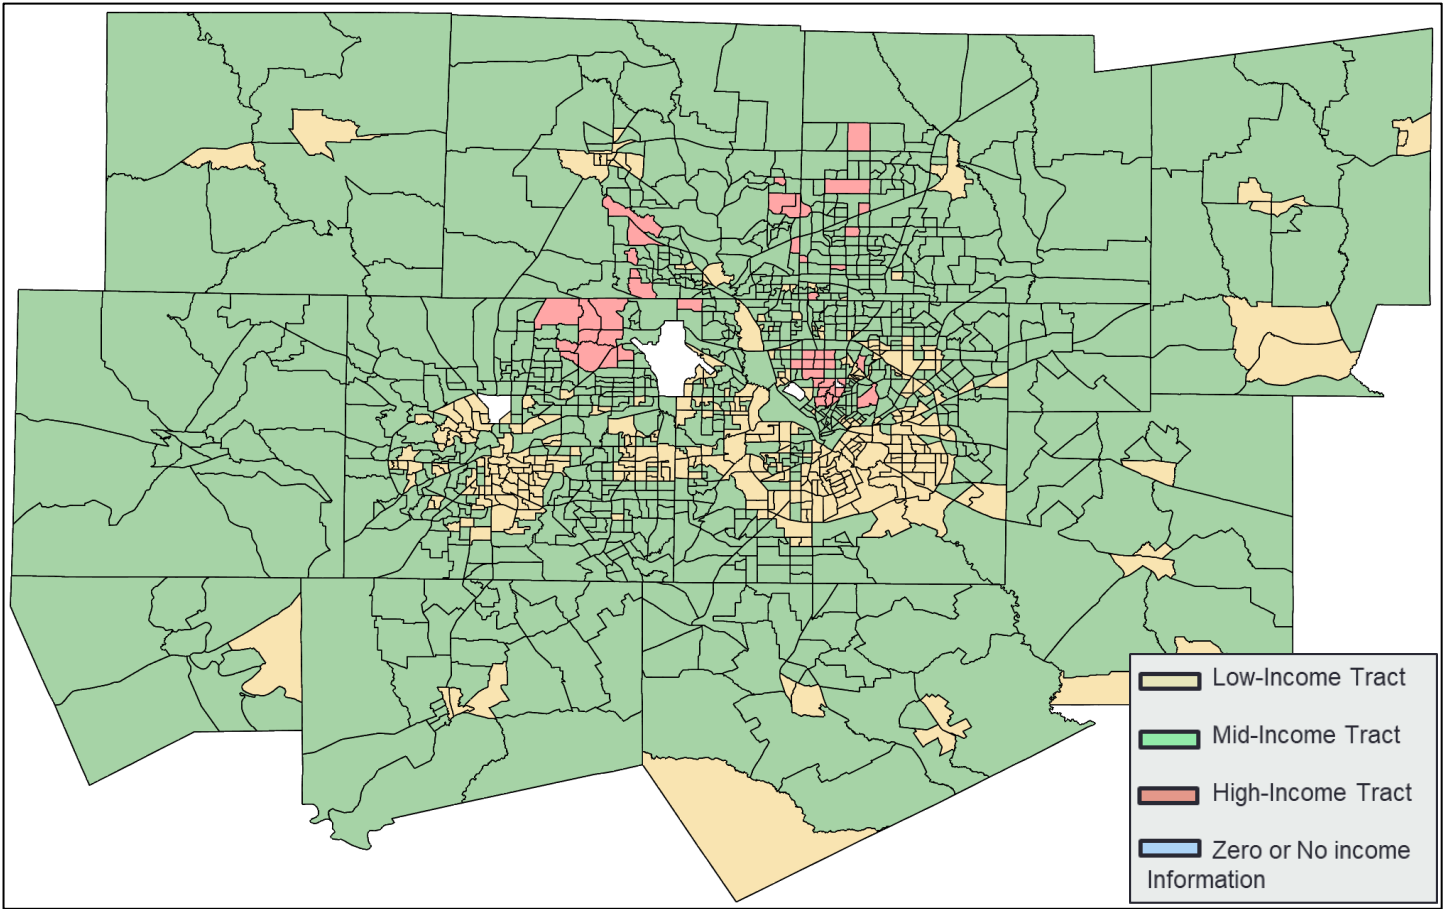 Low-Income Tract
Mid-Income Tract
High-Income Tract
Zero or No income
Information